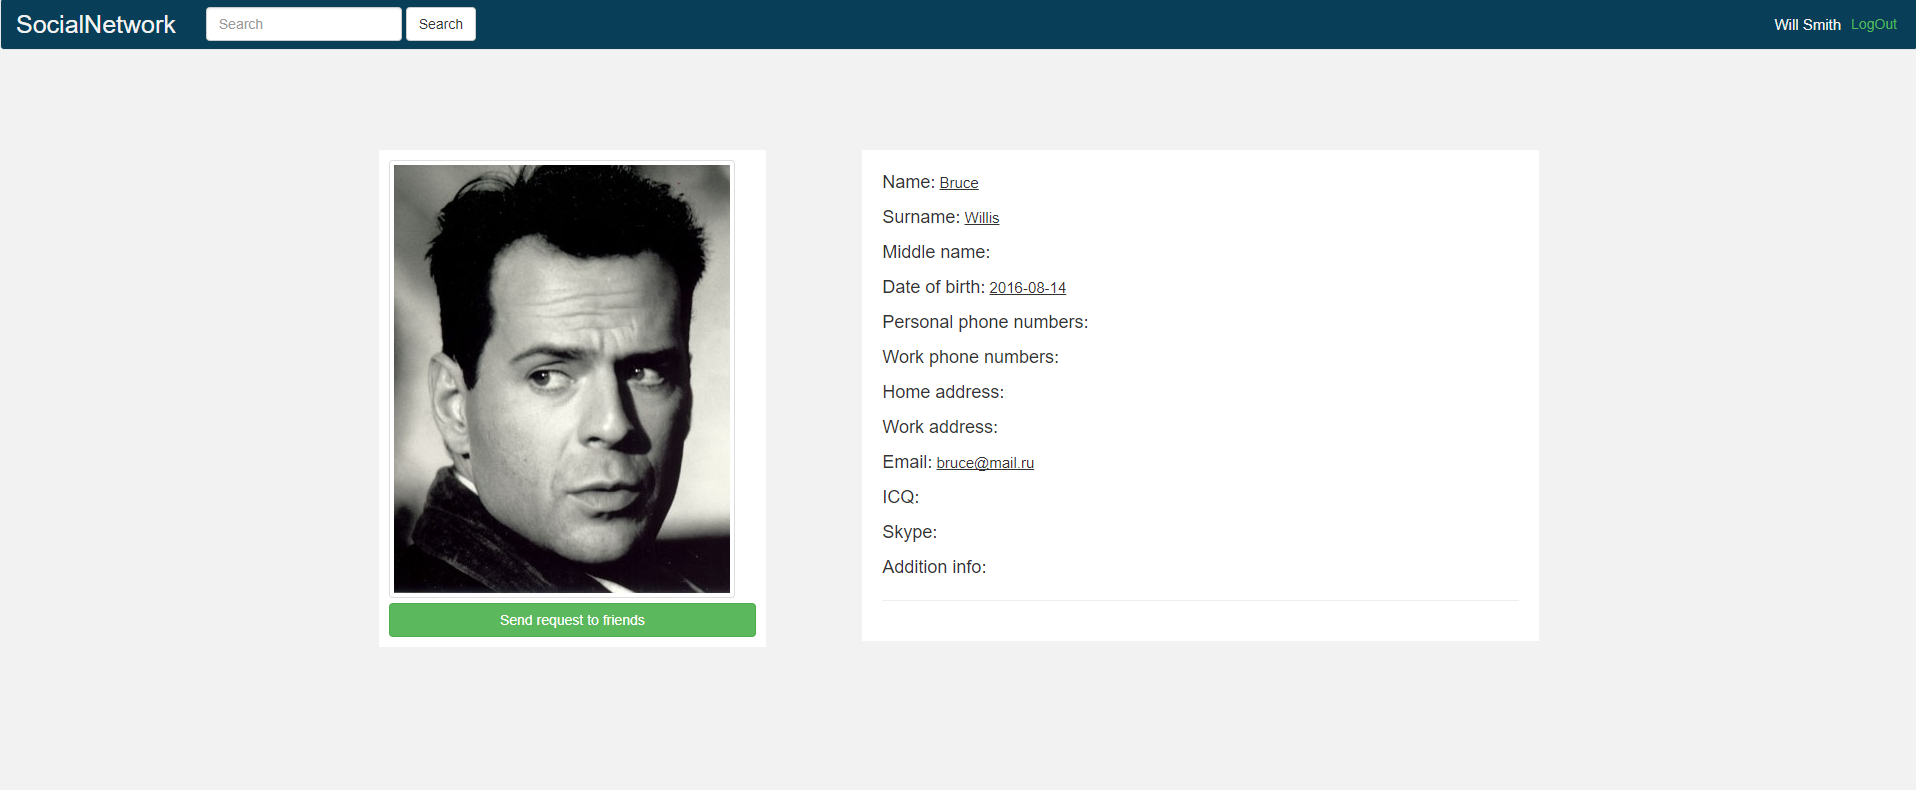 SocialNetwork Search Search Will Smith LogOut
Name: Bruce
Surname: Willis
Middle name:
Date of birth: 2016-08-14
Personal phone numbers:
Work phone numbers:
Home address:
Work address:
Email: bruce@mail.ru
ICQ:
Skype:
Addition info:
Send request to friends